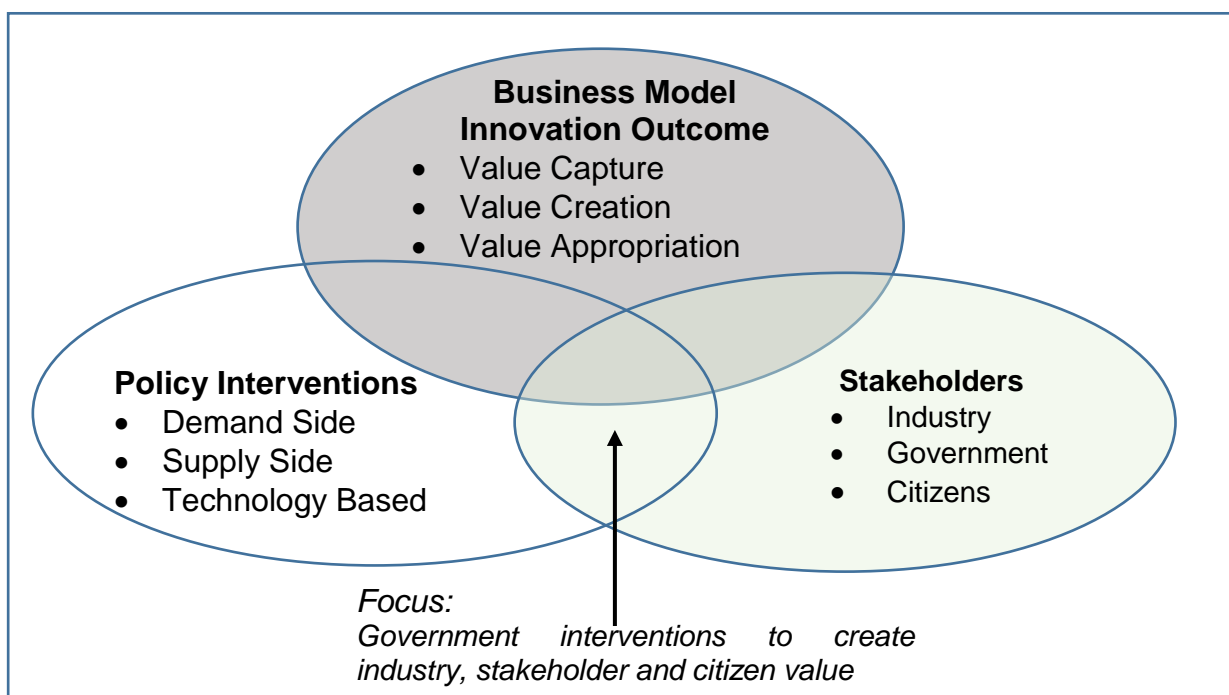 Business Model
Innovation Outcome
• Value Capture
• Value Creation
• Value Appropriation
Policy Interventions
• Demand Side
• Supply Side
• Technology Based
Stakeholders
• Industry
• Government
• Citizens
Focus:
Government interventions to create
industry, stakeholder and citizen value